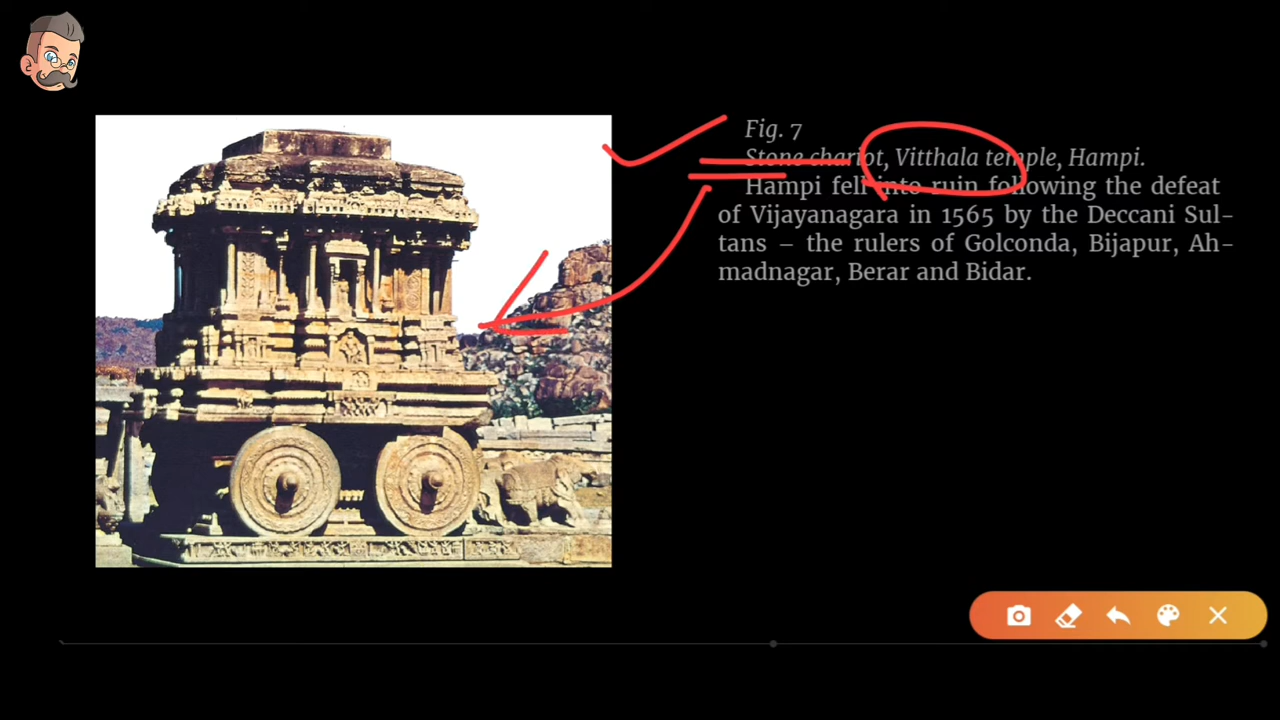 Fig. 7
Stone chariot, Vitthala temple, Hampi.
Hampi fell into ruin following the defeat
of Vijayanagara in 1565 by the Deccani Sul-
tans – the rulers of Golconda, Bijapur, Ah-
madnagar, Berar and Bidar.